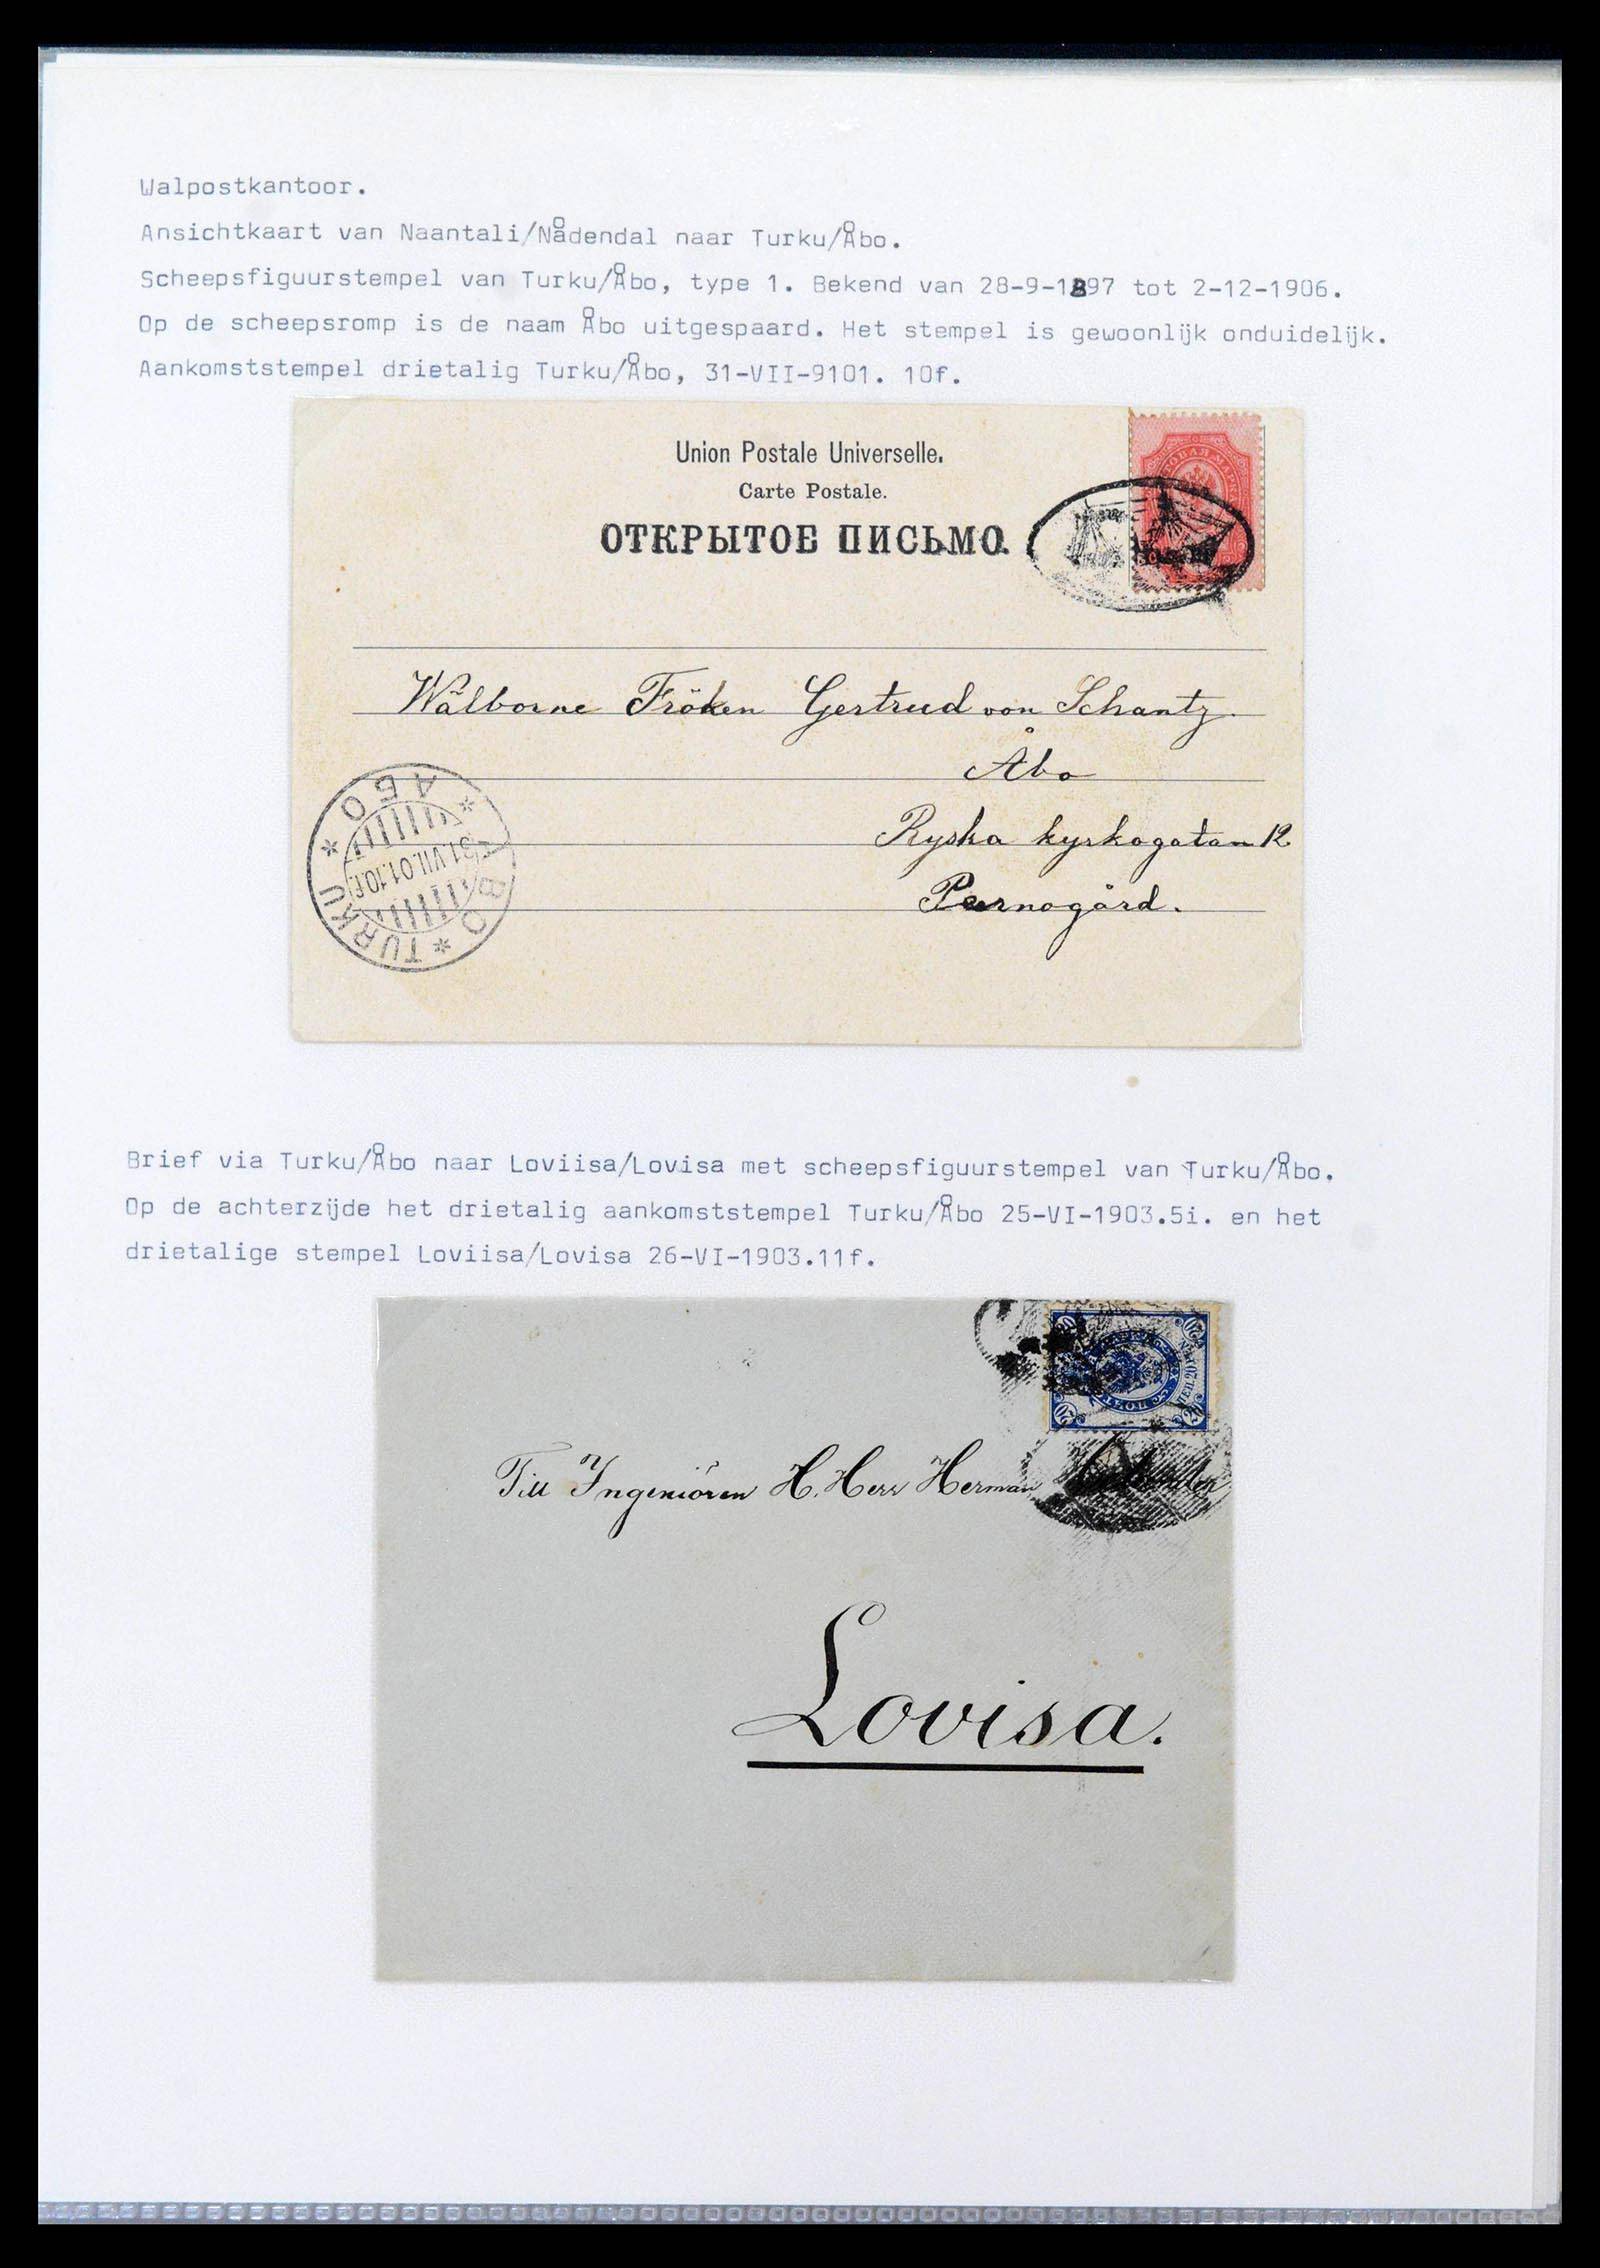 Walpostkantoor.
Ansichtkaart van Naantali/Nådendal naar Turku/Åbo.
Scheepsfiguurstempel van Turku/Åbo, type 1. Bekend van 28-9-1897 tot 2-12-1906.
Op de scheepsromp is de naam Åbo uitgespaard. Het stempel is gewoonlijk onduidelijk.
Aankomststempel drietalig Turku/Åbo, 31-VII-9101. 10f.
Union Postale Universelle.
Carte Postale.
ОТКРЫТОЕ ПИСЬМО.
Wälborne Fröken Gertrud von Schantz
Åbo
Ryska kyrkogatan 12
Pernogård.
АБО * ÅBO * TURKU *
31.VII.01.10.f
Brief via Turku/Åbo naar Loviisa/Lovisa met scheepsfiguurstempel van Turku/Åbo.
Op de achterzijde het drietalig aankomststempel Turku/Åbo 25-VI-1903.5i. en het
drietalige stempel Loviisa/Lovisa 26-VI-1903.11f.
20
Till Ingeniören H. Herr Herman
Lovisa.